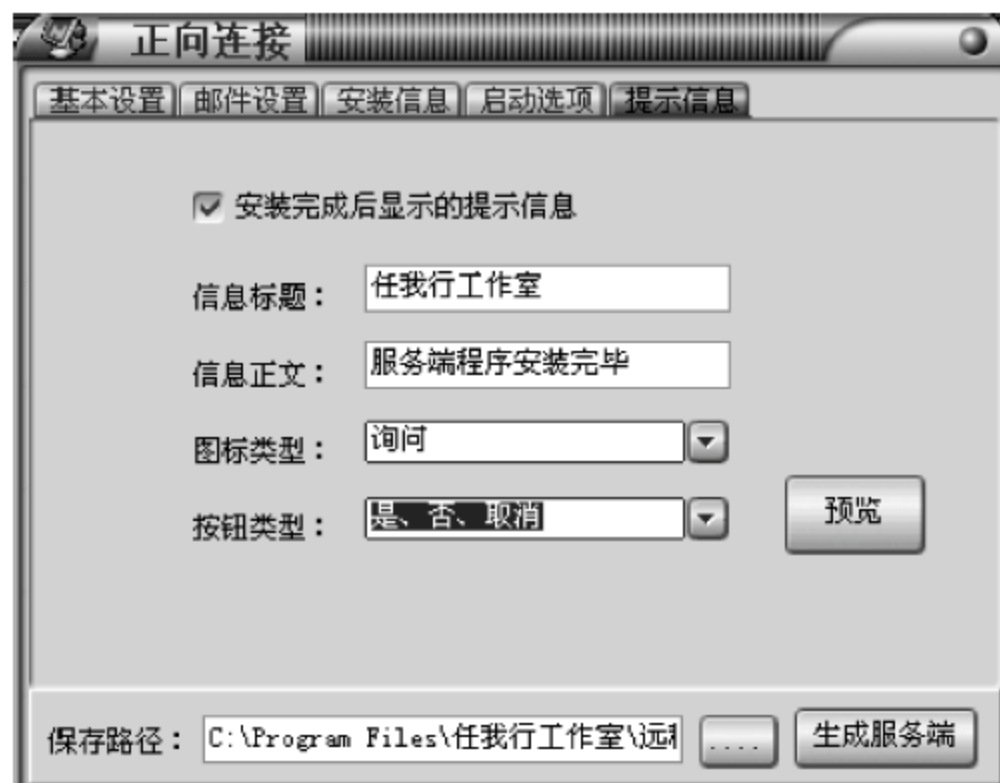 正向连接
基本设置 邮件设置 安装信息 启动选项 提示信息
安装完成后显示的提示信息
信息标题： 任我行工作室
信息正文： 服务端程序安装完毕
图标类型： 询问
按钮类型： 是、否、取消
预览
保存路径： C:\Program Files\任我行工作室\远 .... 生成服务端